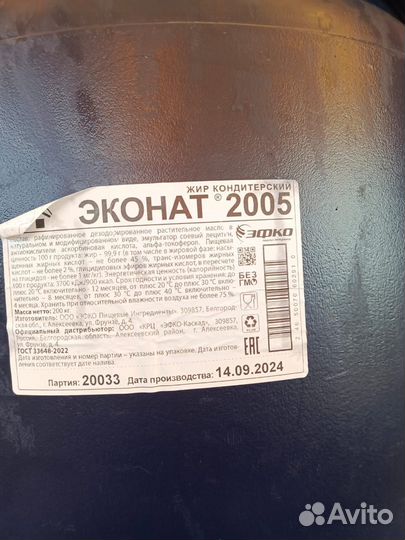 ЖИР КОНДИТЕРСКИЙ
ЭКОНАТ® 2005
рафинированное дезодорированное растительное масло в
натуральном и модифицированном виде, эмульгатор соевый лецитин,
антиокислители аскорбиновая кислота, альфа-токоферол. Пищевая
ценность 100 г продукта: жир - 99,9 г (в том числе в жировой фазе: насы-
щенных жирных кислот - не более 45 %, транс-изомеров жирных
кислот - не более 2 %, глицидиловых эфиров жирных кислот, в пересчете
на глицидол - не более 1 мг/кг). Энергетическая ценность (калорийность)
100 г продукта: 3700 кДж/900 ккал. Срок годности и условия хранения: до плюс
20 °С включительно - 12 месяцев, от плюс 20 °С до плюс 30 °С включитель-
но - 8 месяцев, от плюс 30 °С до плюс 40 °С включительно -
4 месяца. Хранить при относительной влажности воздуха не более 75 %.
Масса нетто: 200 кг
Изготовитель: ООО «ЭФКО Пищевые Ингредиенты», 309857,
ская обл., г. Алексеевка, ул. Фрунзе, д. 4.
Официальный дистрибьютор: ООО «КРЦ «ЭФКО-Каскад», 309857,
Россия, Белгородская область, Алексеевский район, г. Алексеевка,
ул. Фрунзе, д. 4
ГОСТ 33648-2022
Дата изготовления и номер партии – указаны на упаковке. Дата изготов
ления соответствует дате налива.
ЭФКО
БЕЗ
ГМО
EAC
Партия: 20033 Дата производства: 14.09.2024
Avito